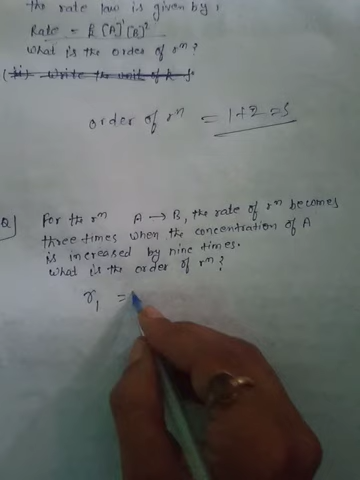 the rate law is given by,
Rate = k [A]¹ [B]²
What is the order of rⁿ?
(ii) Write the unit of k
order of rⁿ = 1+2=3
Q] For the rⁿ A → B, the rate of rⁿ becomes
three times when the concentration of A
is increased by nine times.
What is the order of rⁿ?
r₁ =